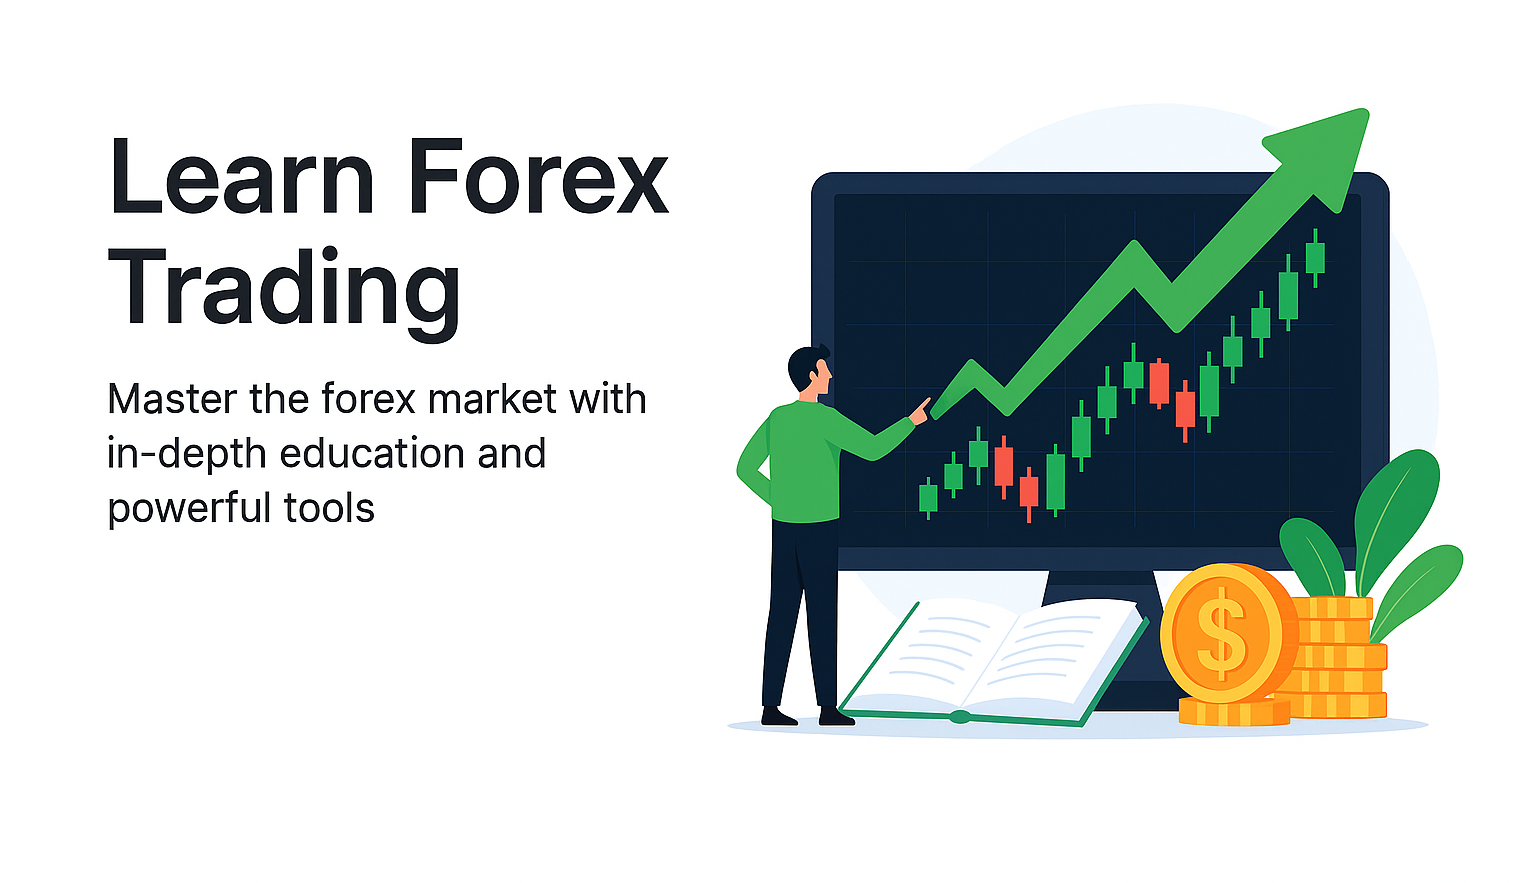 Learn Forex
Trading
Master the forex market with
in-depth education and
powerful tools
$